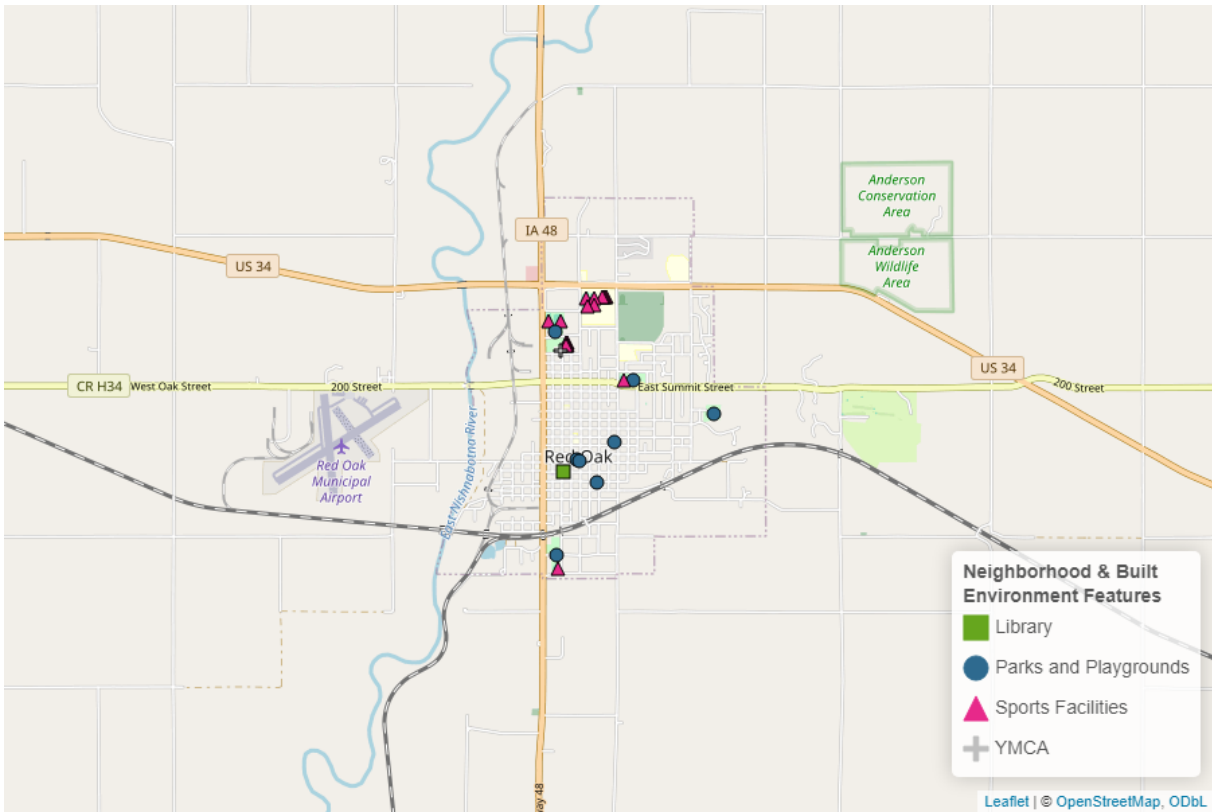 Anderson
Conservation
Area
IA 48
Anderson
Wildlife
Area
US 34
US 34
CR H34
West Oak Street
200 Street
East Summit Street
200 Street
East Nishnabotna River
Red Oak
Red Oak
Municipal
Airport
Neighborhood & Built
Environment Features
Library
Parks and Playgrounds
Sports Facilities
YMCA
way 48
Leaflet | © OpenStreetMap, ODbL